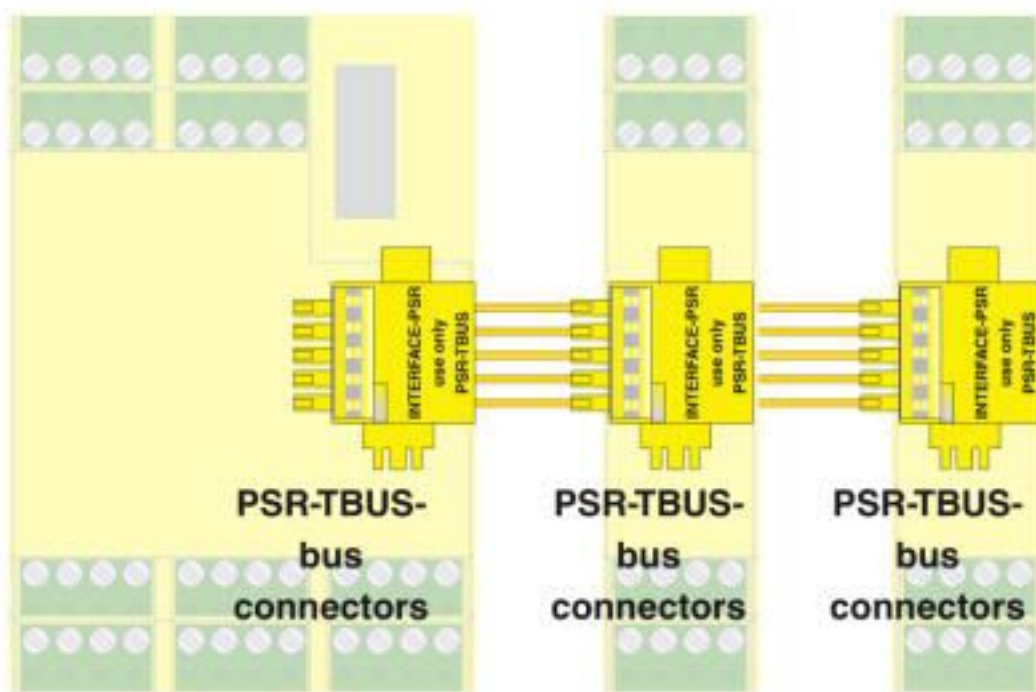 INTERFACE-PSR
use only
PSR-TBUS
INTERFACE-PSR
use only
PSR-TBUS
INTERFACE-PSR
use only
PSR-TBUS
PSR-TBUS-
bus
connectors
PSR-TBUS-
bus
connectors
PSR-TBUS-
bus
connectors